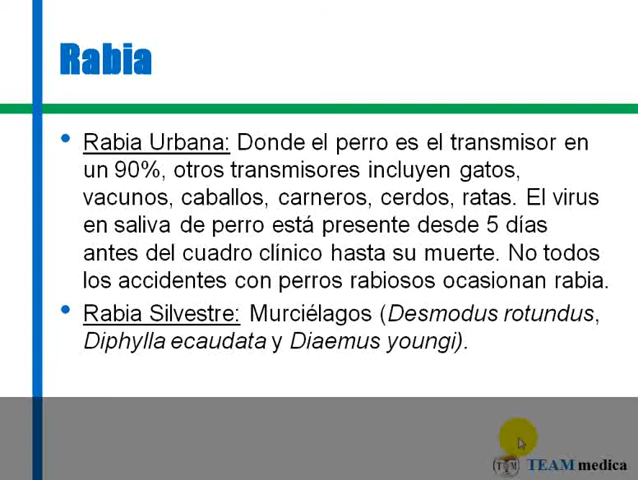 Rabia
• Rabia Urbana: Donde el perro es el transmisor en
un 90%, otros transmisores incluyen gatos,
vacunos, caballos, carneros, cerdos, ratas. El virus
en saliva de perro está presente desde 5 días
antes del cuadro clínico hasta su muerte. No todos
los accidentes con perros rabiosos ocasionan rabia.
• Rabia Silvestre: Murciélagos (Desmodus rotundus,
Diphylla ecaudata y Diaemus youngi).
TEAM medica